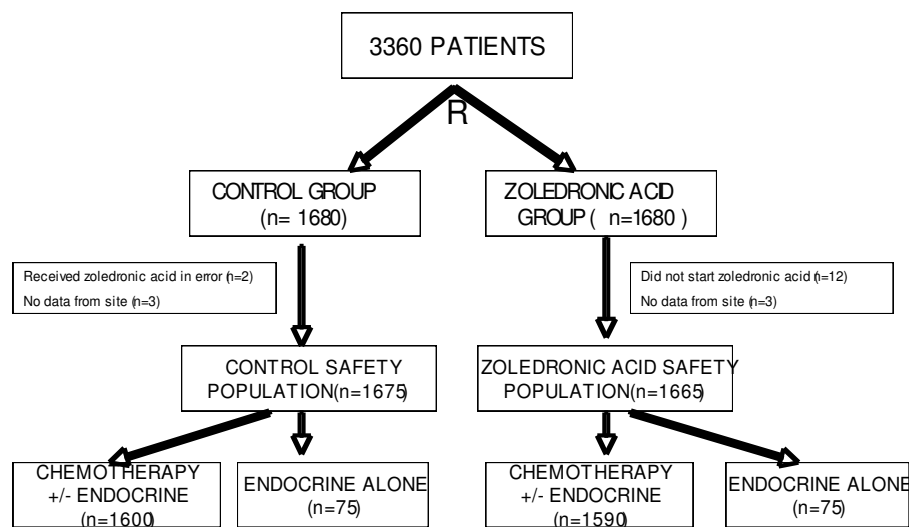 3360 PATIENTS
R
CONTROL GROUP
(n= 1680)
ZOLEDRONIC ACID
GROUP ( n=1680 )
Received zoledronic acid in error (n=2)
No data from site (n=3)
Did not start zoledronic acid (n=12)
No data from site (n=3)
CONTROL SAFETY
POPULATION(n=1675)
ZOLEDRONIC ACID SAFETY
POPULATION(n=1665)
CHEMOTHERAPY
+/- ENDOCRINE
(n=1600)
ENDOCRINE ALONE
(n=75)
CHEMOTHERAPY
+/- ENDOCRINE
(n=1590)
ENDOCRINE ALONE
(n=75)